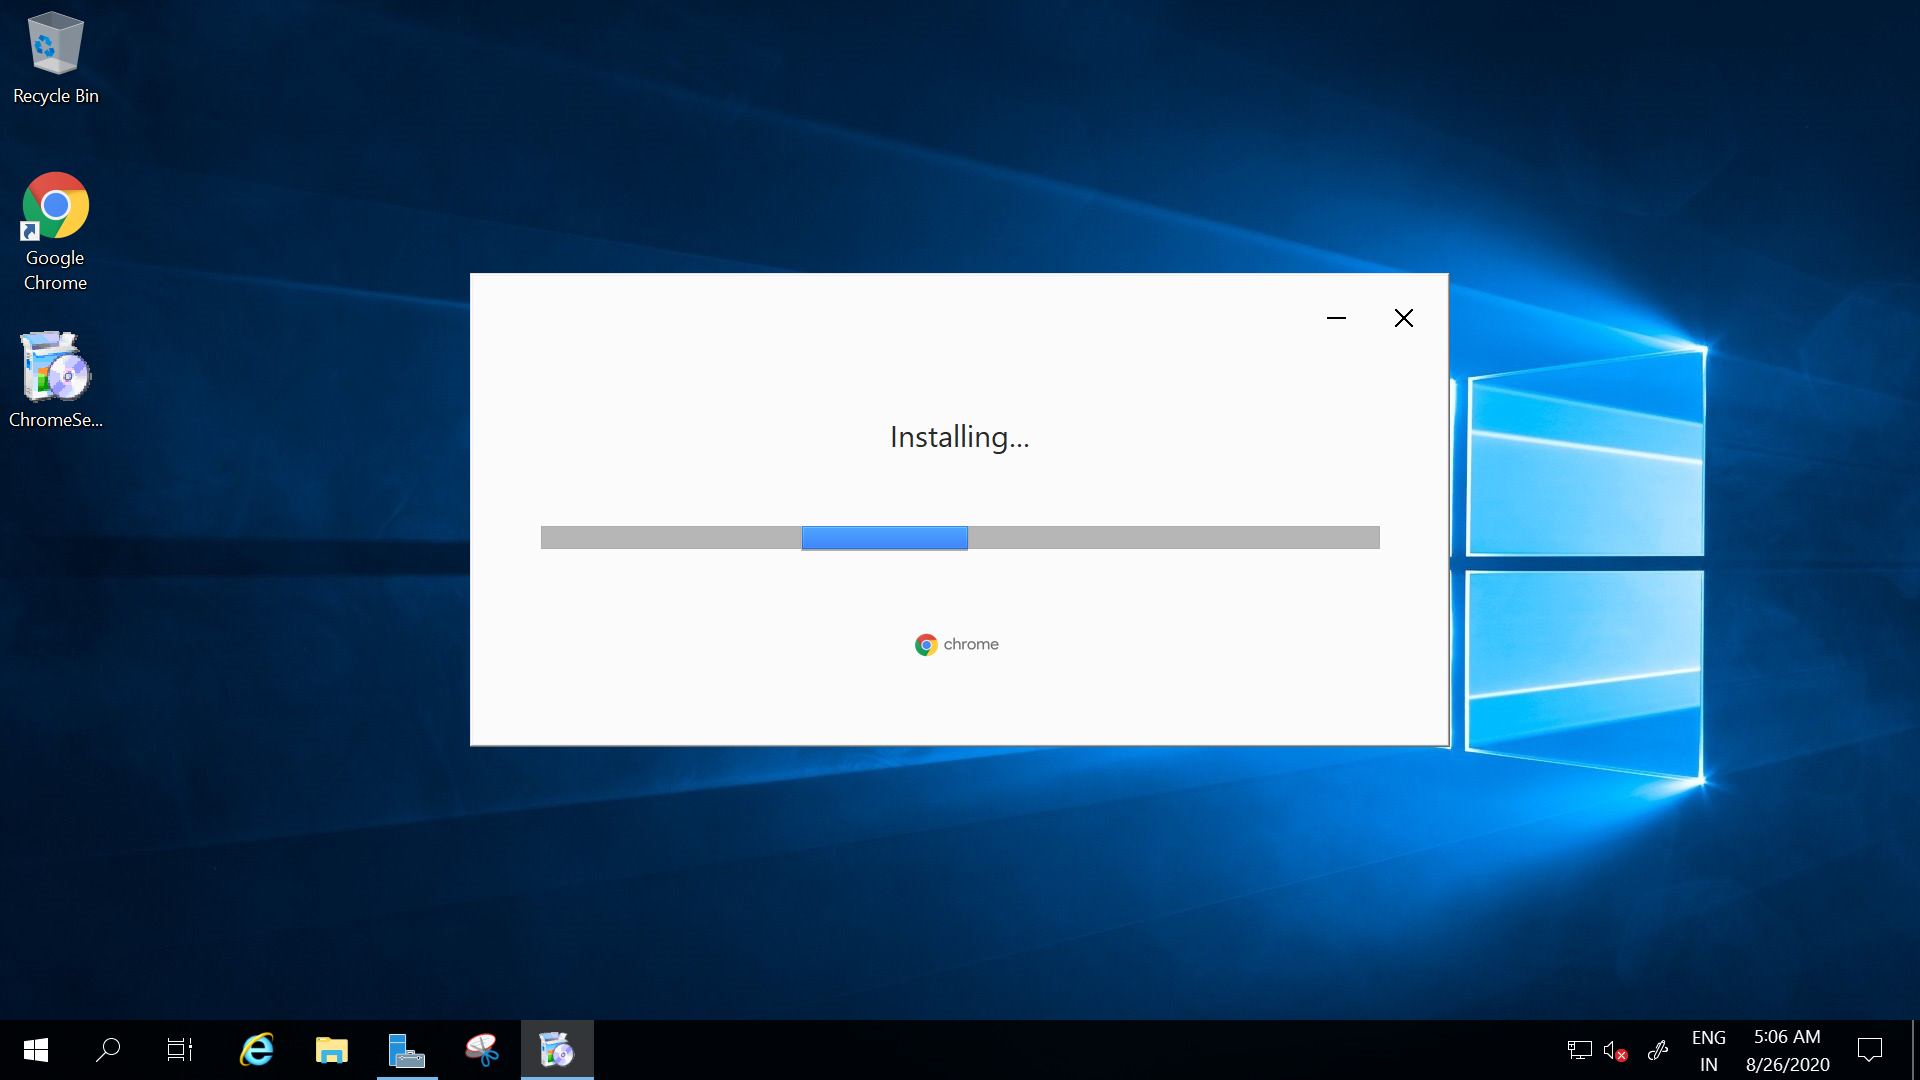 Recycle Bin
Google
Chrome
ChromeSe...
Installing...
chrome
ENG
IN
5:06 AM
8/26/2020